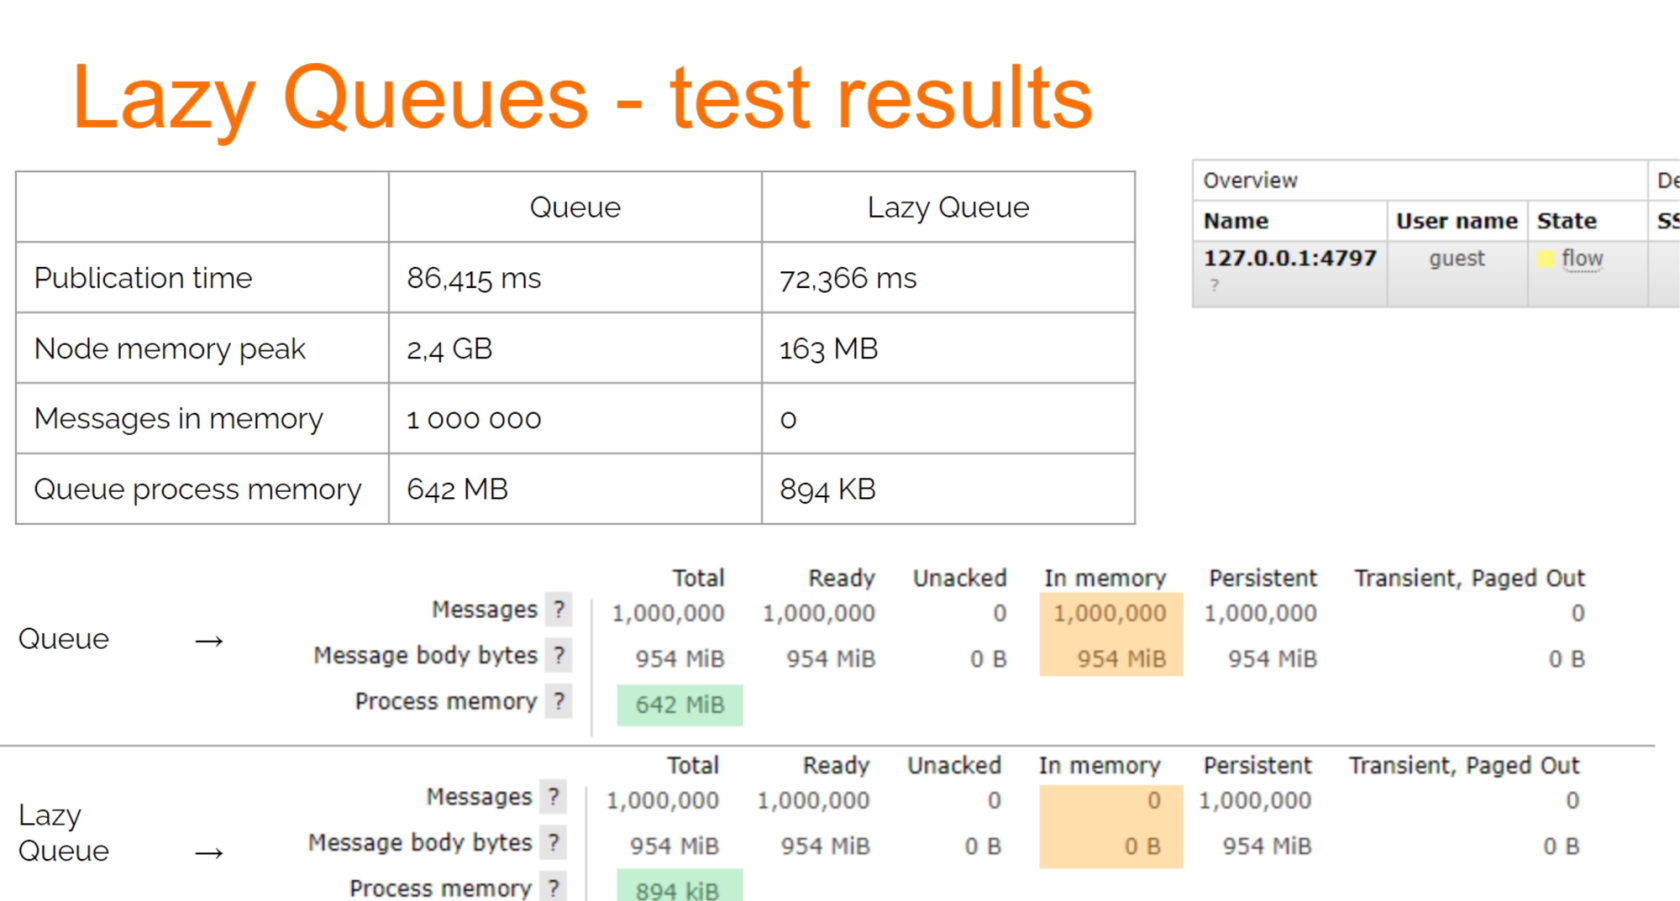 Lazy Queues - test results
Queue Lazy Queue
Publication time 86,415 ms 72,366 ms
Node memory peak 2,4 GB 163 MB
Messages in memory 1 000 000 0
Queue process memory 642 MB 894 KB
Overview
Name User name State
127.0.0.1:4797 guest flow
?
Total Ready Unacked In memory Persistent Transient, Paged Out
Messages ? 1,000,000 1,000,000 0 1,000,000 1,000,000 0
Queue →
Message body bytes ? 954 MiB 954 MiB 0 B 954 MiB 954 MiB 0 B
Process memory ? 642 MiB
Total Ready Unacked In memory Persistent Transient, Paged Out
Messages ? 1,000,000 1,000,000 0 0 1,000,000 0
Lazy
Queue →
Message body bytes ? 954 MiB 954 MiB 0 B 0 B 954 MiB 0 B
Process memory ? 894 kiB